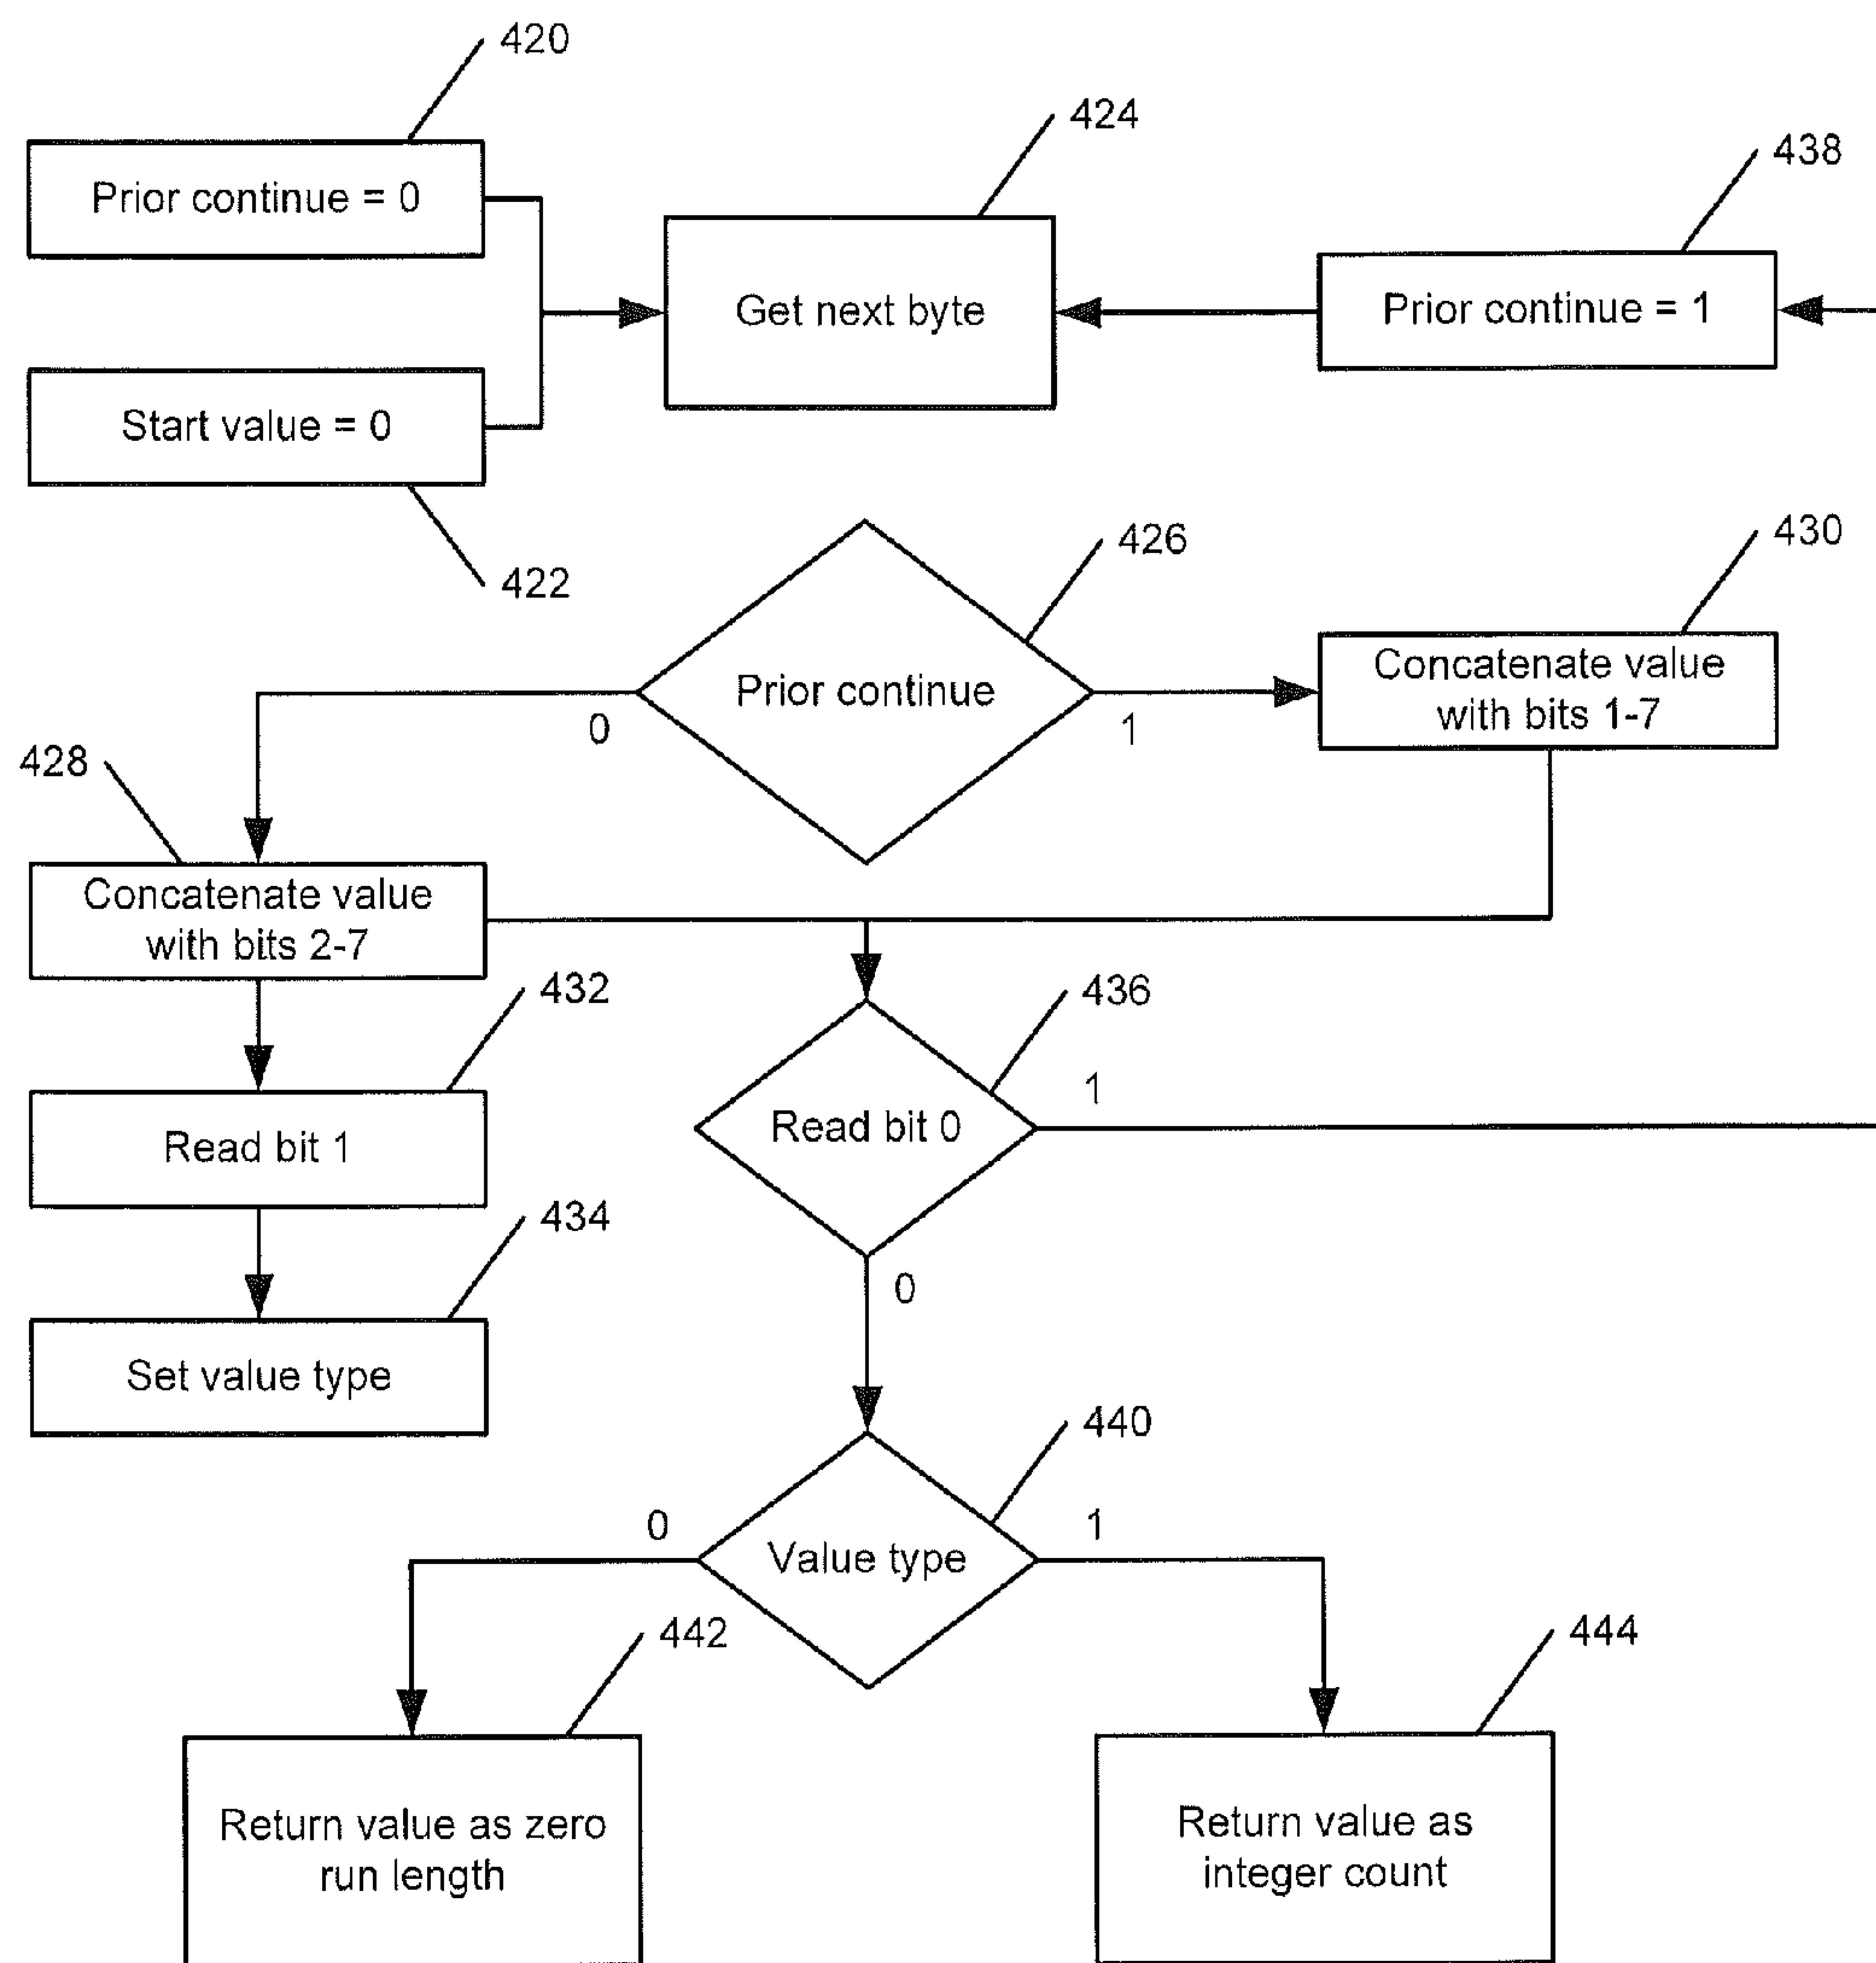 420
424
438
Prior continue = 0
Get next byte
Prior continue = 1
Start value = 0
422
426
430
Prior continue
Concatenate value
with bits 1-7
0
1
428
Concatenate value
with bits 2-7
432
436
Read bit 1
Read bit 0
1
434
0
Set value type
440
0
1
Value type
442
444
Return value as zero
run length
Return value as
integer count